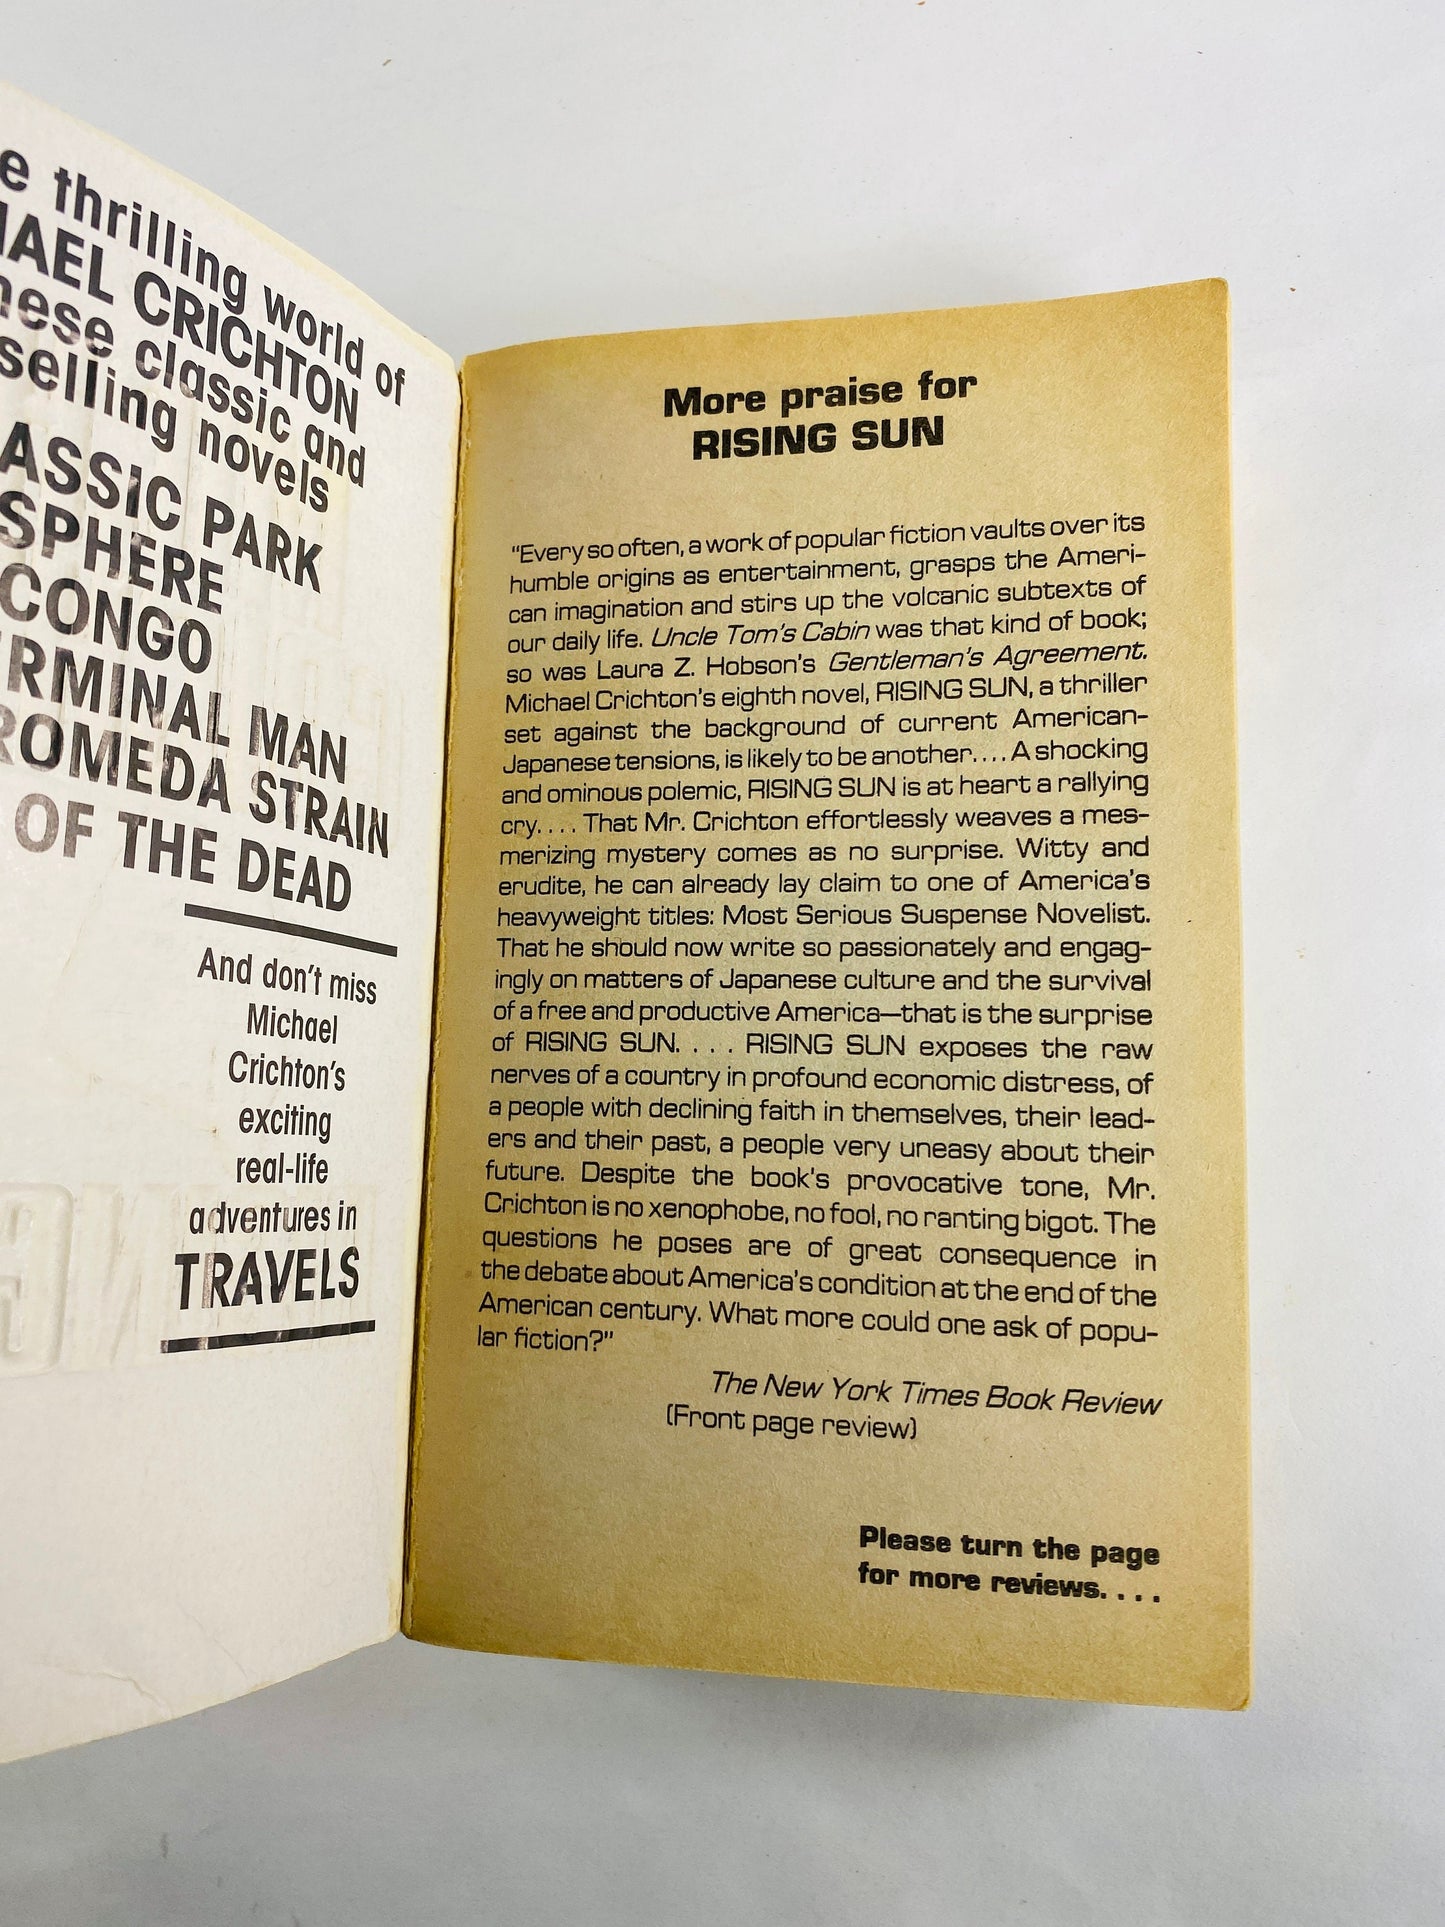 thrilling world of
CRICHTON
classic and
novels
PARK
SPHERE
CONGO
MAN
STRAIN
OF THE DEAD
And don't miss
Michael
Crichton's
exciting
real-life
adventures in
TRAVELS
More praise for
RISING SUN
"Every so often, a work of popular fiction vaults over its
humble origins as entertainment, grasps the Ameri-
can imagination and stirs up the volcanic subtexts of
our daily life. Uncle Tom's Cabin was that kind of book;
so was Laura Z. Hobson's Gentleman's Agreement.
Michael Crichton's eighth novel, RISING SUN, a thriller
set against the background of current American-
Japanese tensions, is likely to be another.... A shocking
and ominous polemic, RISING SUN is at heart a rallying
cry.... That Mr. Crichton effortlessly weaves a mes-
merizing mystery comes as no surprise. Witty and
erudite, he can already lay claim to one of America's
heavyweight titles: Most Serious Suspense Novelist.
That he should now write so passionately and engag-
ingly on matters of Japanese culture and the survival
of a free and productive America—that is the surprise
of RISING SUN. . . . RISING SUN exposes the raw
nerves of a country in profound economic distress, of
a people with declining faith in themselves, their lead-
ers and their past, a people very uneasy about their
future. Despite the book's provocative tone, Mr.
Crichton is no xenophobe, no fool, no ranting bigot. The
questions he poses are of great consequence in
the debate about America's condition at the end of the
American century. What more could one ask of popu-
lar fiction?"
The New York Times Book Review
(Front page review)
Please turn the page
for more reviews. . . .